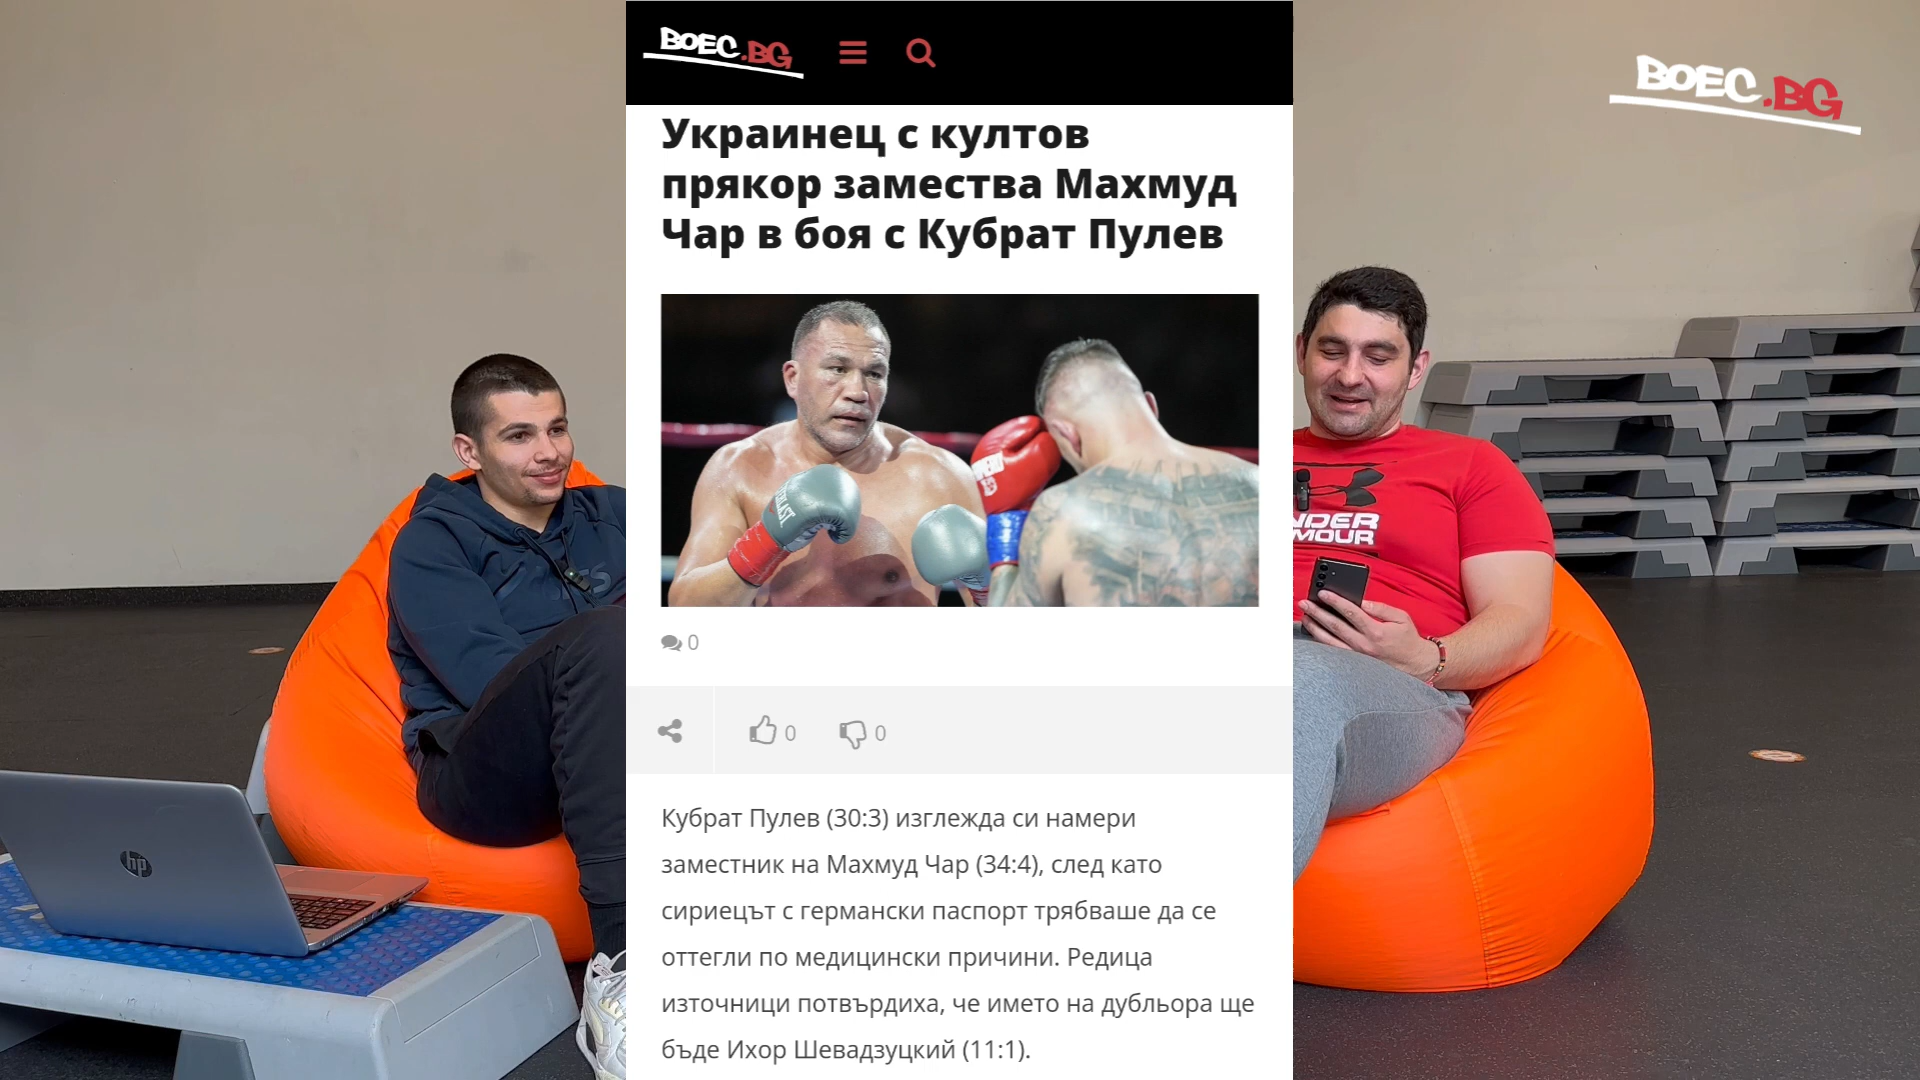 BOEC.BG
BOEC.BG
Украинец с култов
прякор замества Махмуд
Чар в боя с Кубрат Пулев
EVERLAST
0
0
0
Кубрат Пулев (30:3) изглежда си намери
заместник на Махмуд Чар (34:4), след като
сириецът с германски паспорт трябваше да се
оттегли по медицински причини. Редица
източници потвърдиха, че името на дубльора ще
бъде Ихор Шевадзуцкий (11:1).
hp